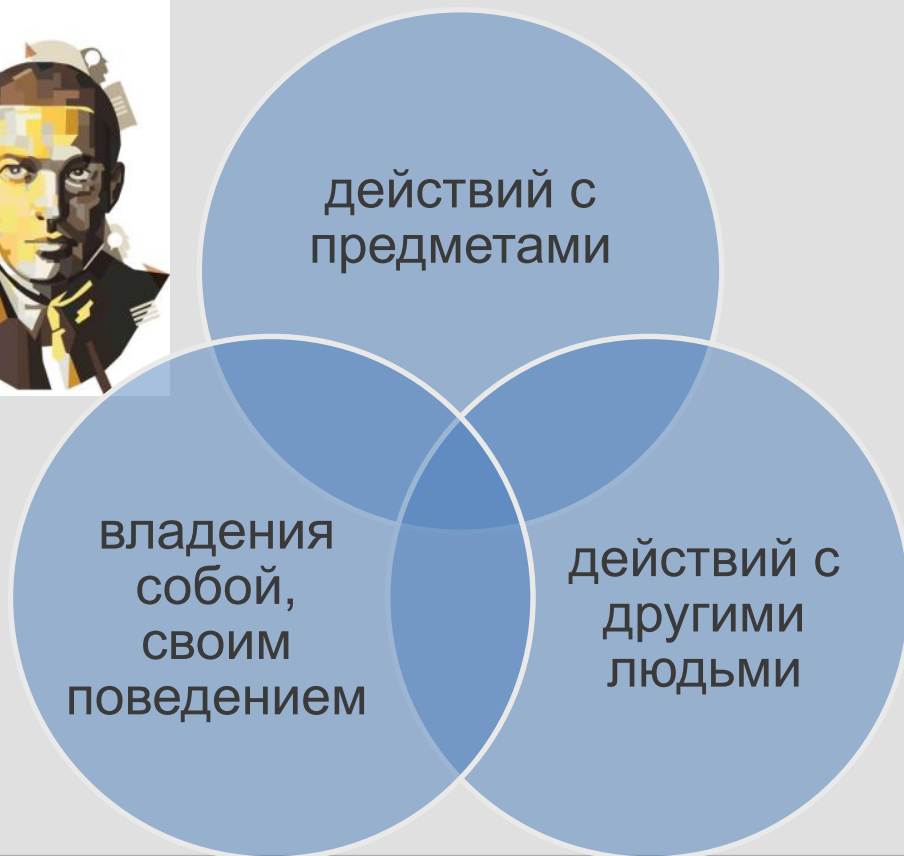 действий с
предметами
владения
собой,
своим
поведением
действий с
другими
людьми